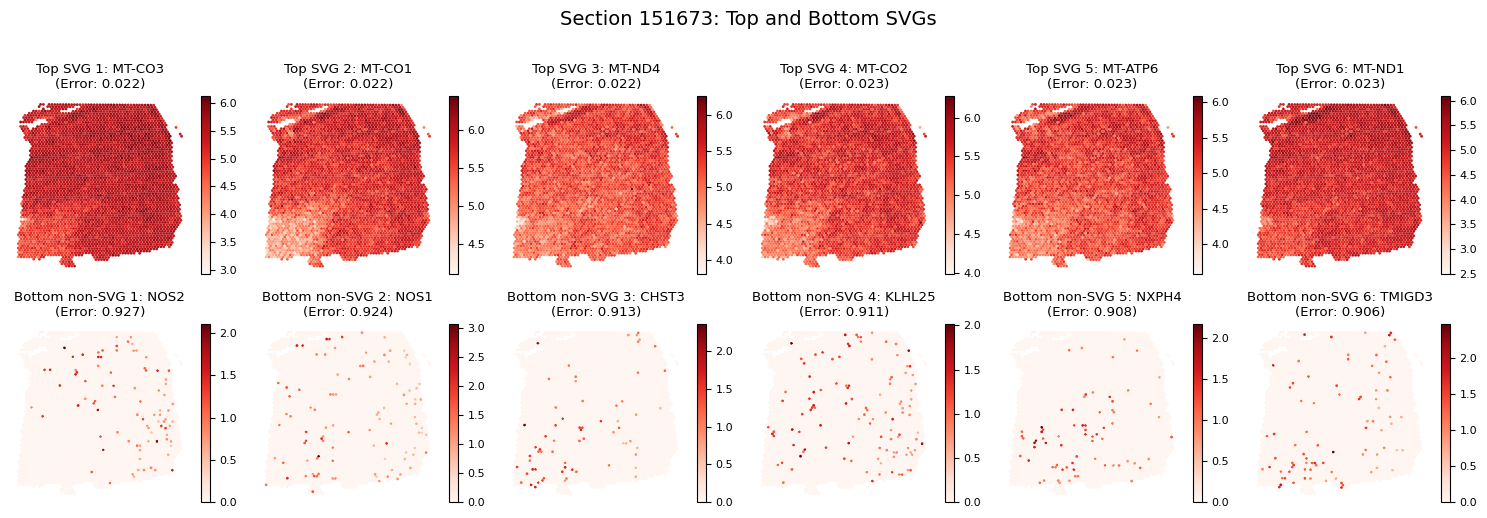 Section 151673: Top and Bottom SVGs
Top SVG 1: MT-CO3
(Error: 0.022)
6.0
5.5
5.0
4.5
4.0
3.5
3.0
Top SVG 2: MT-CO1
(Error: 0.022)
6.0
5.5
5.0
4.5
Top SVG 3: MT-ND4
(Error: 0.022)
6.0
5.5
5.0
4.5
4.0
Top SVG 4: MT-CO2
(Error: 0.023)
6.0
5.5
5.0
4.5
4.0
Top SVG 5: MT-ATP6
(Error: 0.023)
6.0
5.5
5.0
4.5
4.0
Top SVG 6: MT-ND1
(Error: 0.023)
6.0
5.5
5.0
4.5
4.0
3.5
3.0
2.5
Bottom non-SVG 1: NOS2
(Error: 0.927)
2.0
1.5
1.0
0.5
0.0
Bottom non-SVG 2: NOS1
(Error: 0.924)
3.0
2.5
2.0
1.5
1.0
0.5
0.0
Bottom non-SVG 3: CHST3
(Error: 0.913)
2.0
1.5
1.0
0.5
0.0
Bottom non-SVG 4: KLHL25
(Error: 0.911)
2.0
1.5
1.0
0.5
0.0
Bottom non-SVG 5: NXPH4
(Error: 0.908)
2.0
1.5
1.0
0.5
0.0
Bottom non-SVG 6: TMIGD3
(Error: 0.906)
2.0
1.5
1.0
0.5
0.0